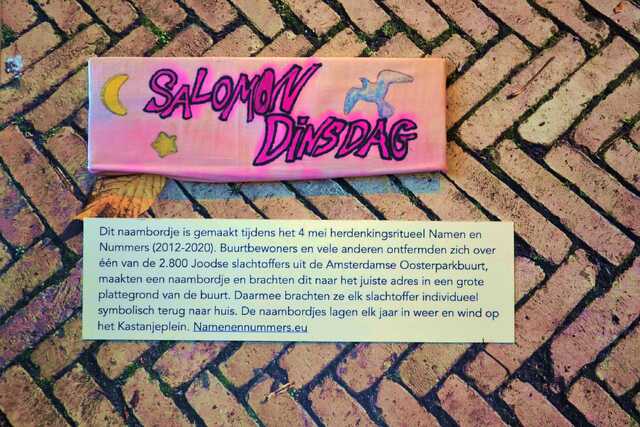 SALOMON
DINSDAG
Dit naambordje is gemaakt tijdens het 4 mei herdenkingsritueel Namen en
Nummers (2012-2020). Buurtbewoners en vele anderen ontfermden zich over
één van de 2.800 Joodse slachtoffers uit de Amsterdamse Oosterparkbuurt,
maakten een naambordje en brachten dit naar het juiste adres in een grote
plattegrond van de buurt. Daarmee brachten ze elk slachtoffer individueel
symbolisch terug naar huis. De naambordjes lagen elk jaar in weer en wind op
het Kastanjeplein. Namenennummers.eu